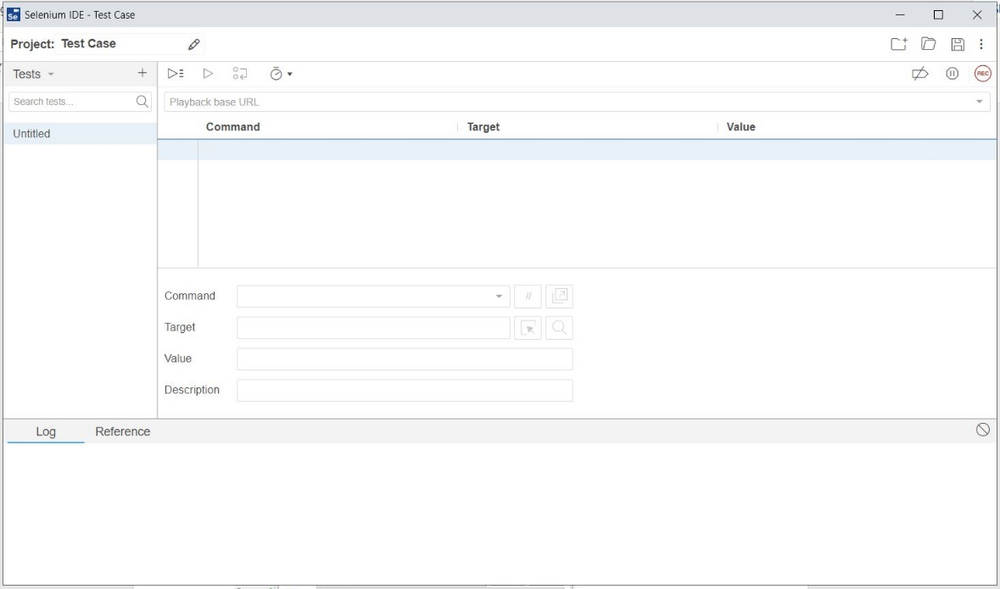 Selenium IDE - Test Case
Project: Test Case
Tests
REC
Search tests...
Playback base URL
Command Target Value
Untitled
Command
//
Target
Value
Description
Log Reference